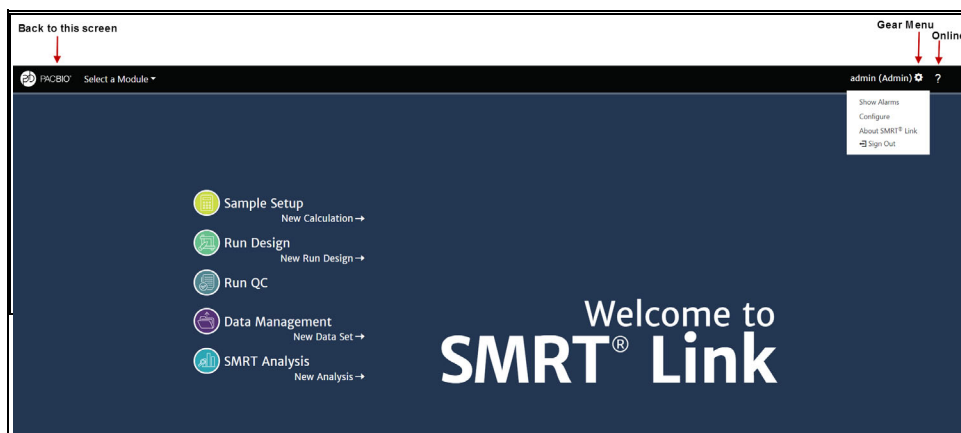 Back to this screen
Gear Menu
Online
PACBIO®
Select a Module
admin (Admin)
?
Show Alarms
Configure
About SMRT® Link
Sign Out
Sample Setup
New Calculation →
Run Design
New Run Design →
Run QC
Data Management
New Data Set →
SMRT Analysis
New Analysis →
Welcome to
SMRT® Link